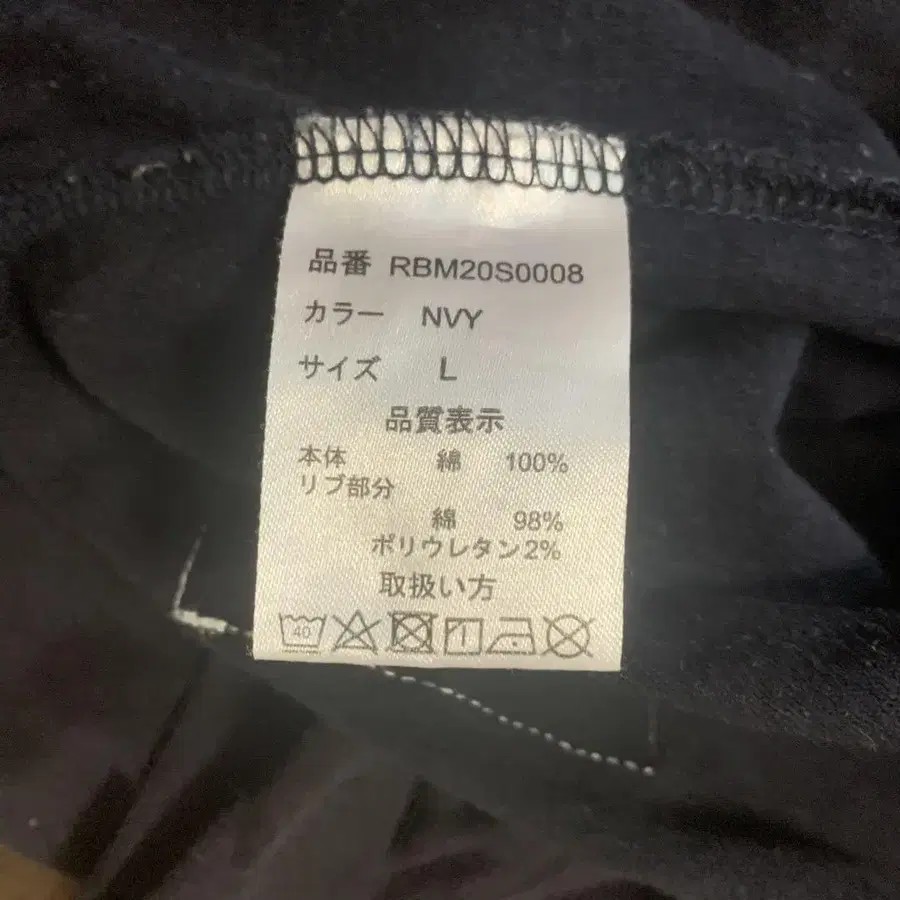 品番 RBM20S0008
カラー NVY
サイズ L
品質表示
本体 綿 100%
リブ部分
綿 98%
ポリウレタン2%
取扱い方
40